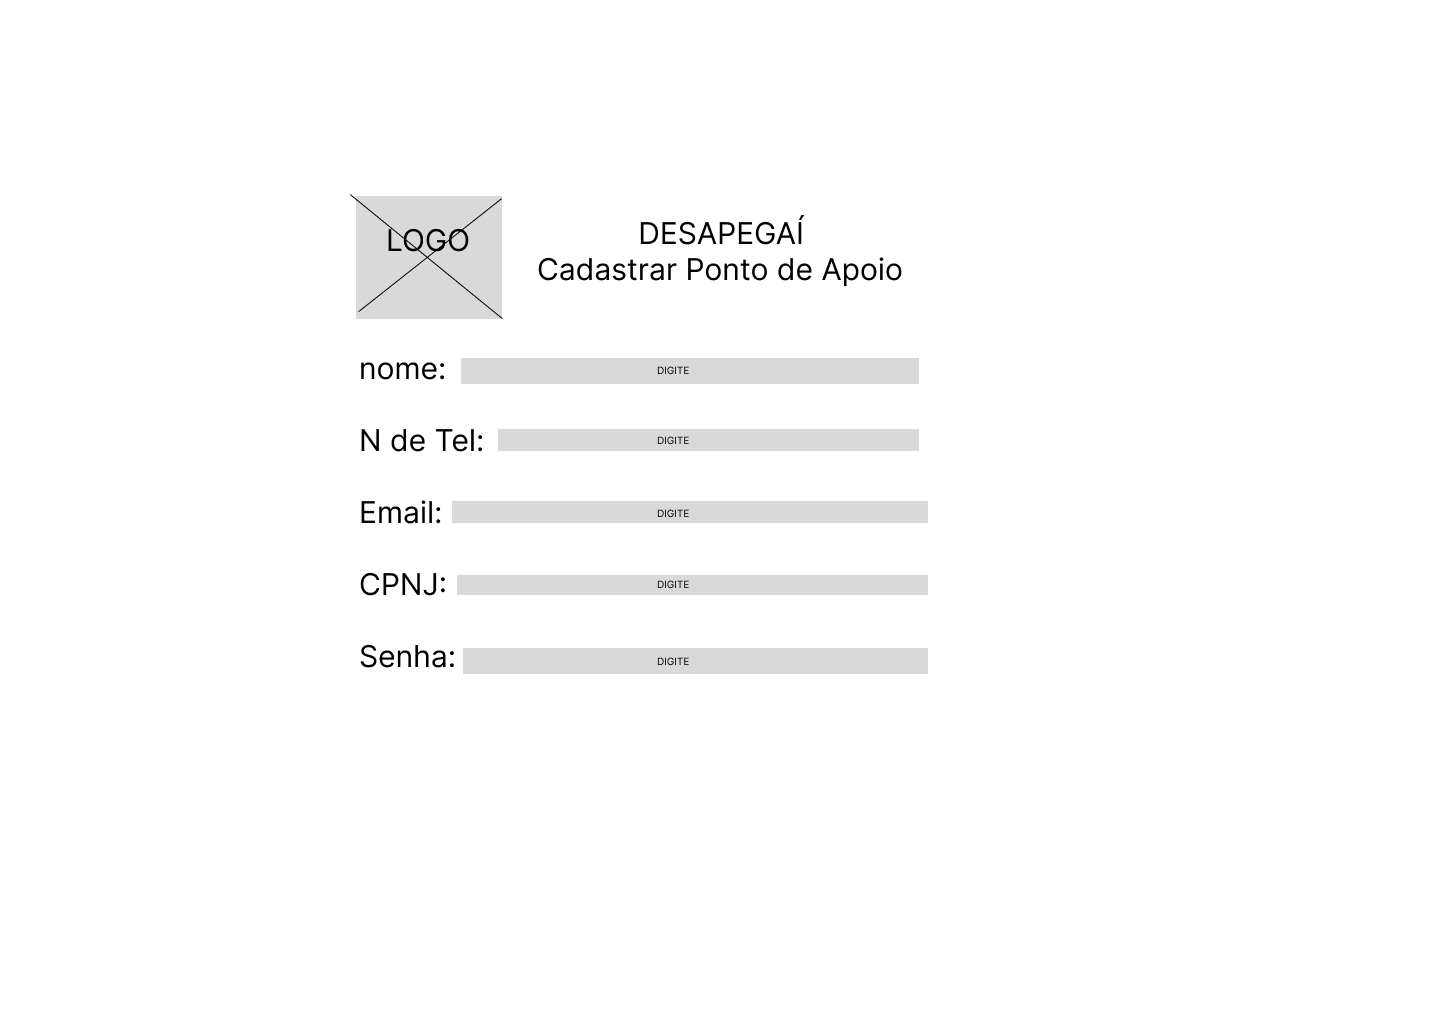 LOGO
DESAPEGAÍ
Cadastrar Ponto de Apoio
nome: DIGITE
N de Tel: DIGITE
Email: DIGITE
CPNJ: DIGITE
Senha: DIGITE